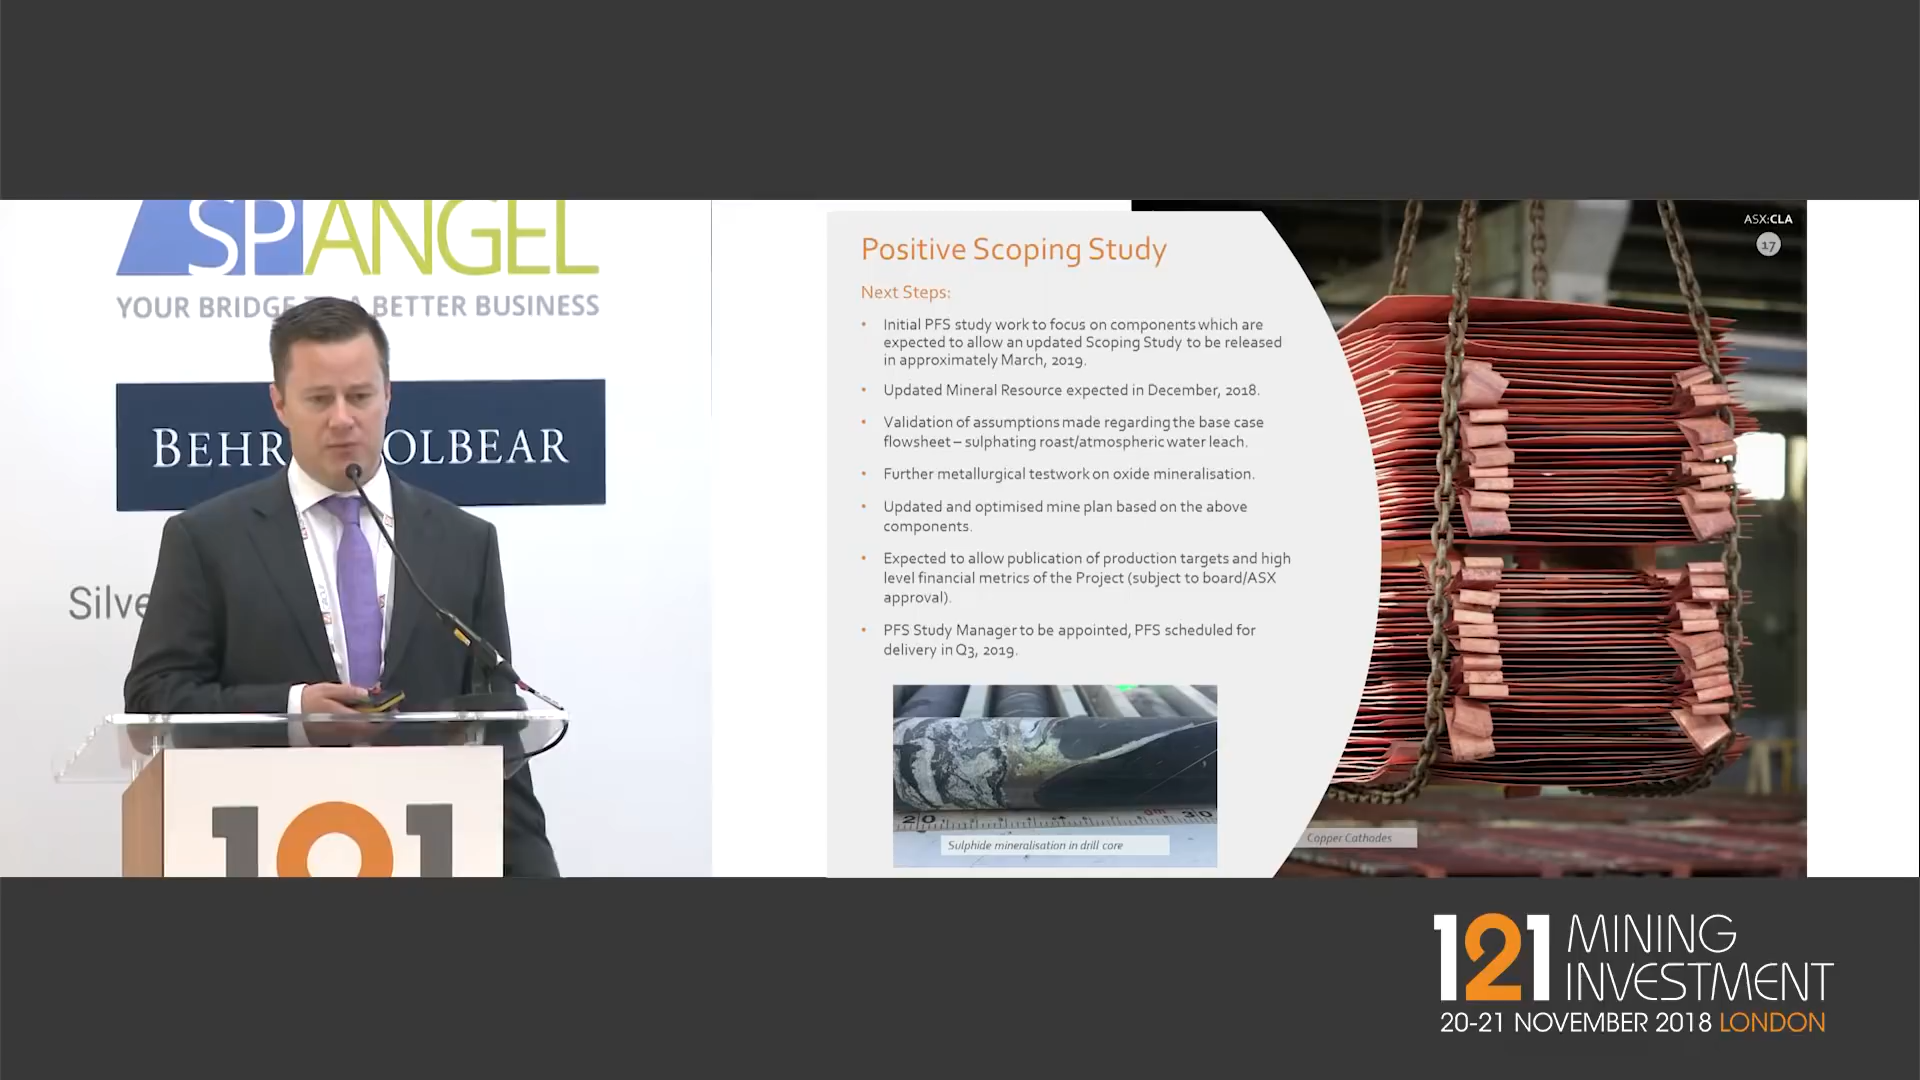 SPANGEL
YOUR BRIDGE A BETTER BUSINESS
BEHR OLBEAR
Silve
121
ASX:CLA
17
Positive Scoping Study
Next Steps:
• Initial PFS study work to focus on components which are
expected to allow an updated Scoping Study to be released
in approximately March, 2019.
• Updated Mineral Resource expected in December, 2018.
• Validation of assumptions made regarding the base case
flowsheet – sulphating roast/atmospheric water leach.
• Further metallurgical testwork on oxide mineralisation.
• Updated and optimised mine plan based on the above
components.
• Expected to allow publication of production targets and high
level financial metrics of the Project (subject to board/ASX
approval).
• PFS Study Manager to be appointed, PFS scheduled for
delivery in Q3, 2019.
20 cm 30
Sulphide mineralisation in drill core
Copper Cathodes
121 MINING
INVESTMENT
20-21 NOVEMBER 2018 LONDON